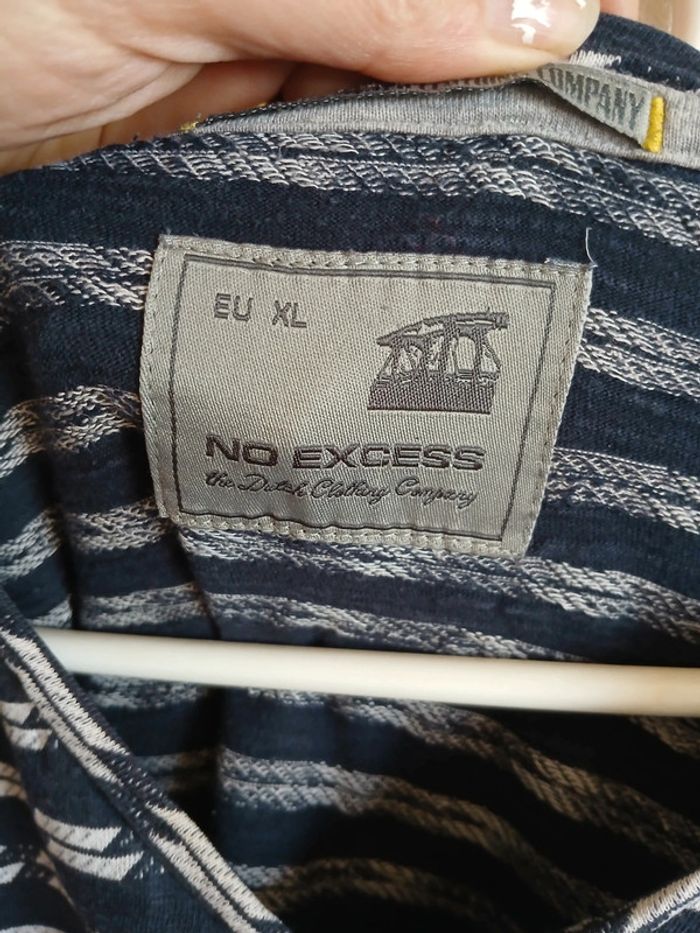 COMPANY
EU XL
NO EXCESS
the Dutch Clothing Company